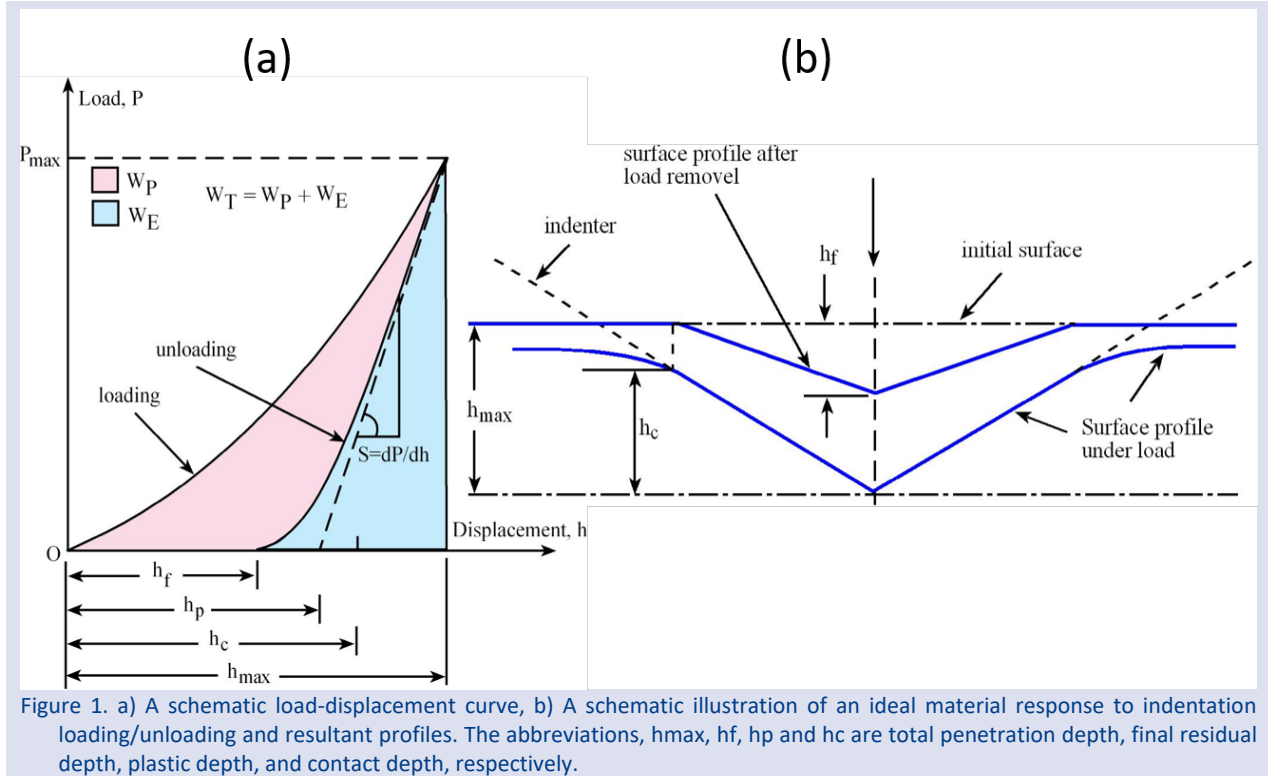 (a)
Load, P
Pmax
WP
WE
WT = WP + WE
unloading
loading
S=dP/dh
Displacement, h
O
hf
hp
hc
hmax
(b)
surface profile after
load removel
indenter
hf
initial surface
hmax
hc
Surface profile
under load
Figure 1. a) A schematic load-displacement curve, b) A schematic illustration of an ideal material response to indentation
loading/unloading and resultant profiles. The abbreviations, hmax, hf, hp and hc are total penetration depth, final residual
depth, plastic depth, and contact depth, respectively.